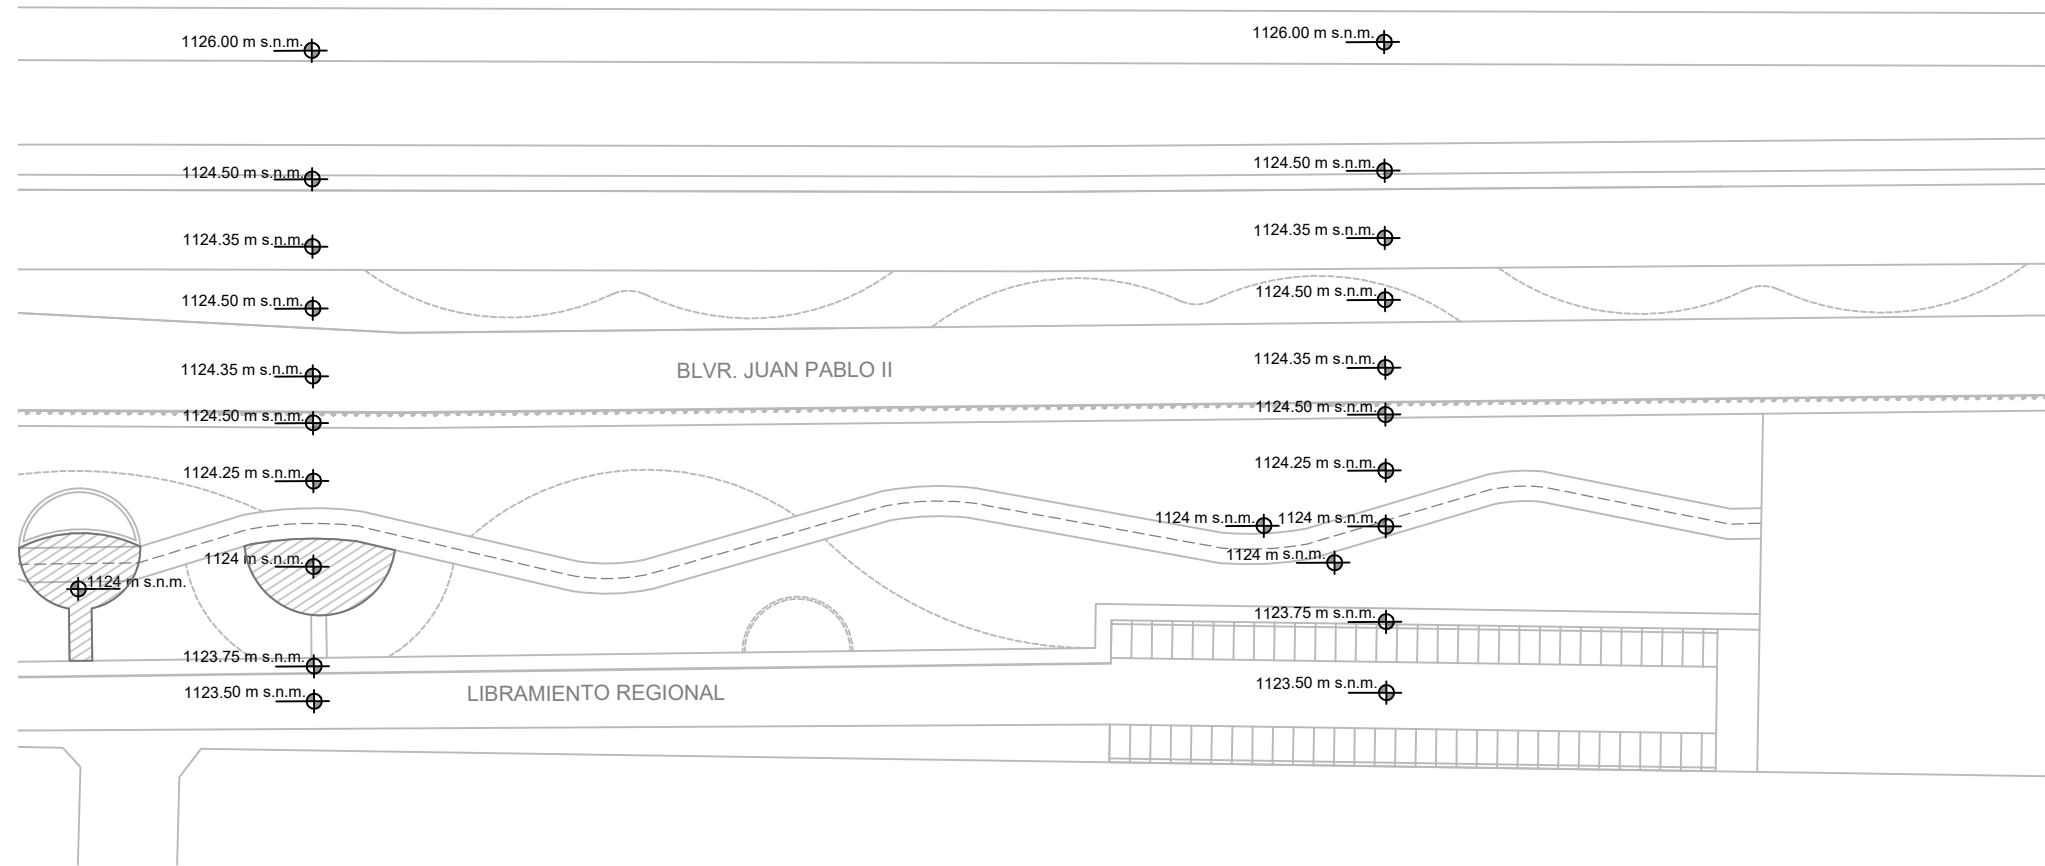 1126.00 m s.n.m.
1126.00 m s.n.m.
1124.50 m s.n.m.
1124.50 m s.n.m.
1124.35 m s.n.m.
1124.35 m s.n.m.
1124.50 m s.n.m.
1124.50 m s.n.m.
1124.35 m s.n.m.
BLVR. JUAN PABLO II
1124.35 m s.n.m.
1124.50 m s.n.m.
1124.50 m s.n.m.
1124.25 m s.n.m.
1124.25 m s.n.m.
1124 m s.n.m.
1124 m s.n.m.
1124 m s.n.m.
1124 m s.n.m.
1124 m s.n.m.
1123.75 m s.n.m.
1123.75 m s.n.m.
1123.50 m s.n.m.
LIBRAMIENTO REGIONAL
1123.50 m s.n.m.